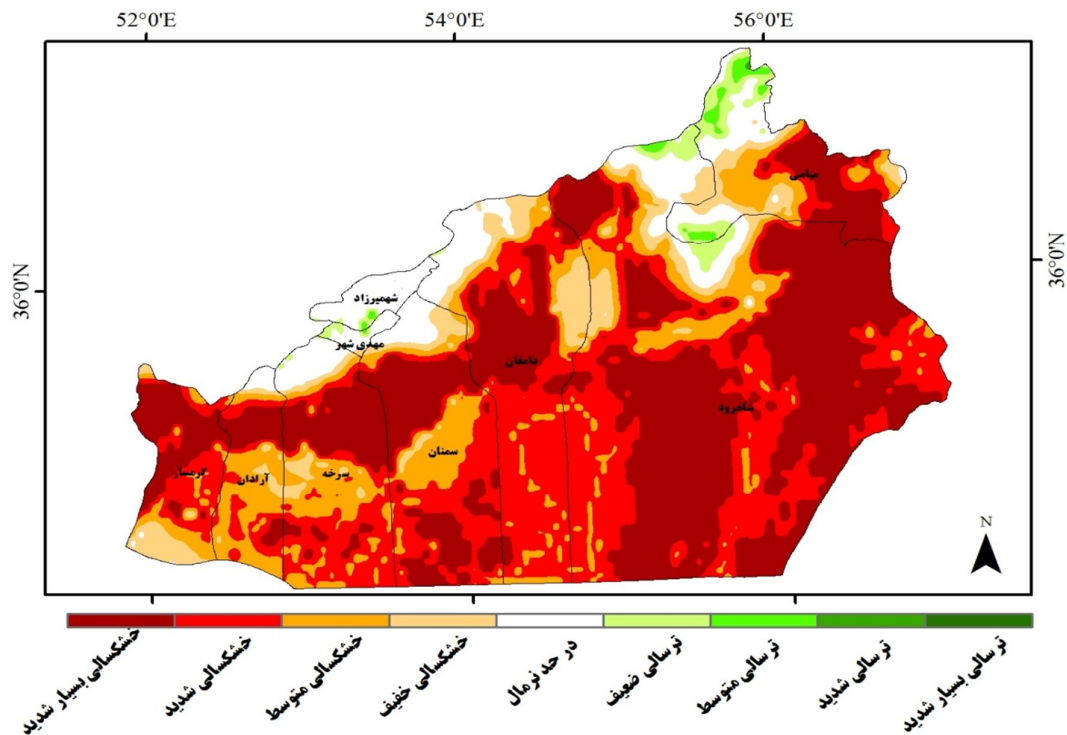 52°0'E 54°0'E 56°0'E
36°0'N
36°0'N
میامی
شهمیرزاد
مهدی شهر
دامغان
شاهرود
سمنان
سرخه
آرادان
گرمسار
N
خشکسالی بسیار شدید
خشکسالی شدید
خشکسالی متوسط
خشکسالی خفیف
در حد نرمال
ترسالی ضعیف
ترسالی متوسط
ترسالی شدید
ترسالی بسیار شدید